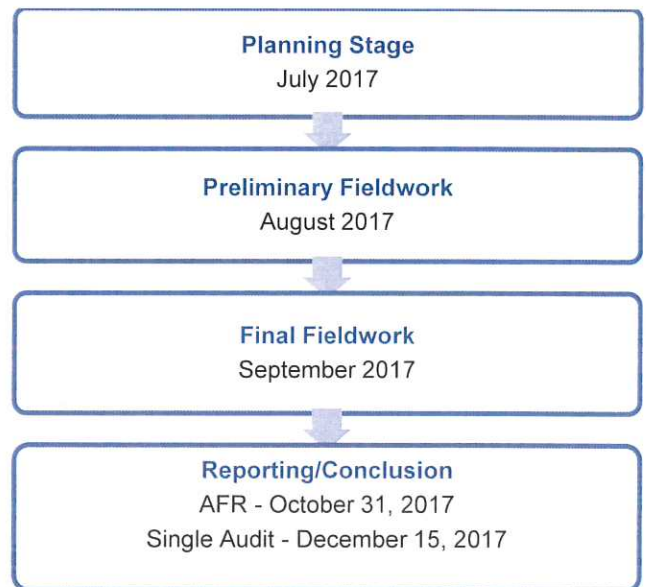 Planning Stage
July 2017
Preliminary Fieldwork
August 2017
Final Fieldwork
September 2017
Reporting/Conclusion
AFR - October 31, 2017
Single Audit - December 15, 2017